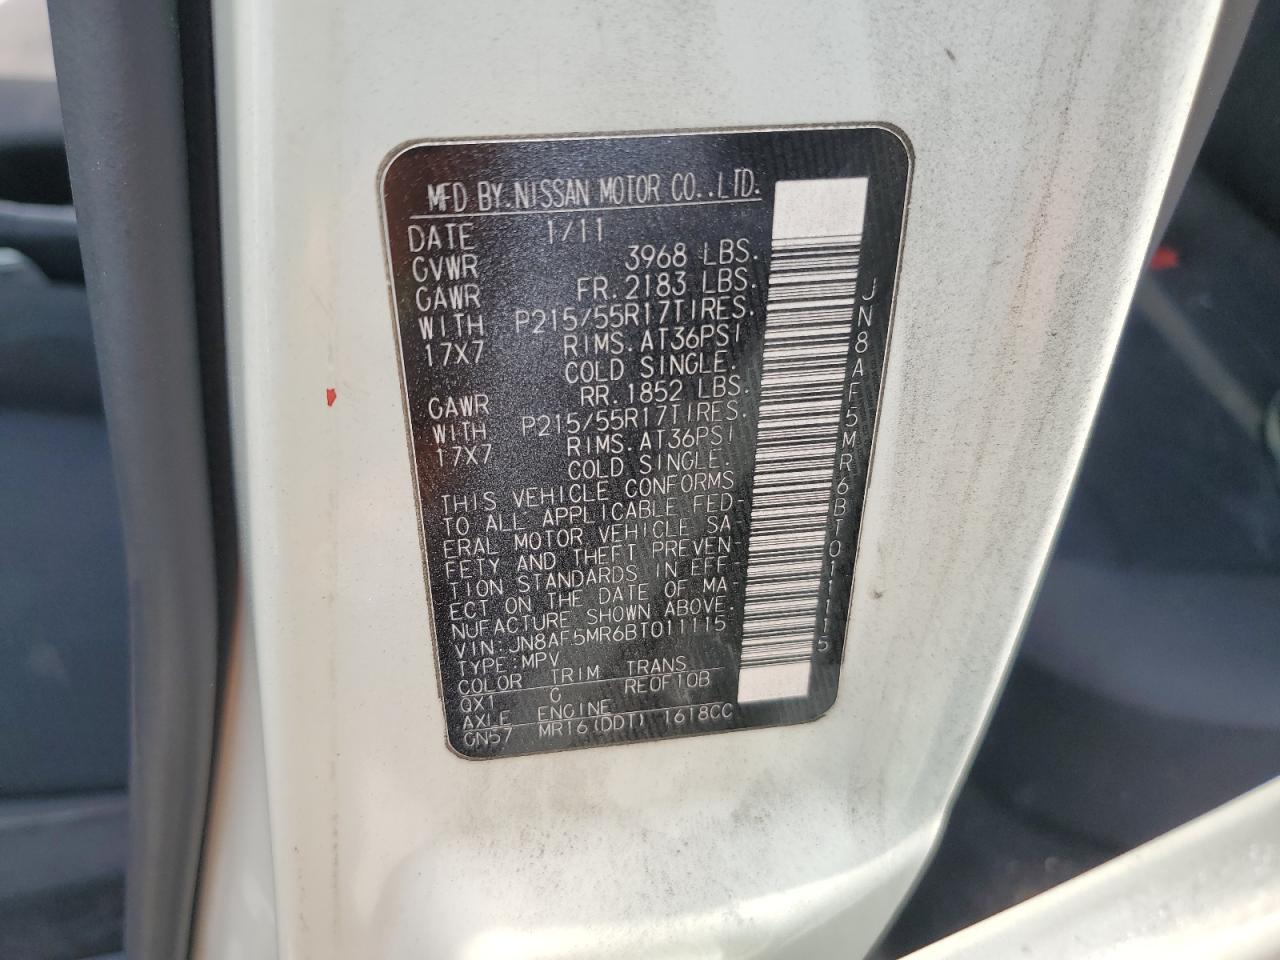 MFD BY.NISSAN MOTOR CO.,LTD.
DATE 1/11
GVWR 3968 LBS.
GAWR FR. 2183 LBS.
WITH P215/55R17TIRES.
17X7 RIMS. AT36PSI
COLD SINGLE.
GAWR RR. 1852 LBS.
WITH P215/55R17TIRES.
17X7 RIMS. AT36PSI
COLD SINGLE.
THIS VEHICLE CONFORMS
TO ALL APPLICABLE FED-
ERAL MOTOR VEHICLE SA-
FETY AND THEFT PREVEN-
TION STANDARDS IN EFF-
ECT ON THE DATE OF MA-
NUFACTURE SHOWN ABOVE.
VIN:JN8AF5MR6BT011115
TYPE:MPV
COLOR TRIM TRANS
QX1 G RE0F10B
AXLE ENGINE
GN57 MR16(DDT) 1618CC
JN8AF5MR6BT011115